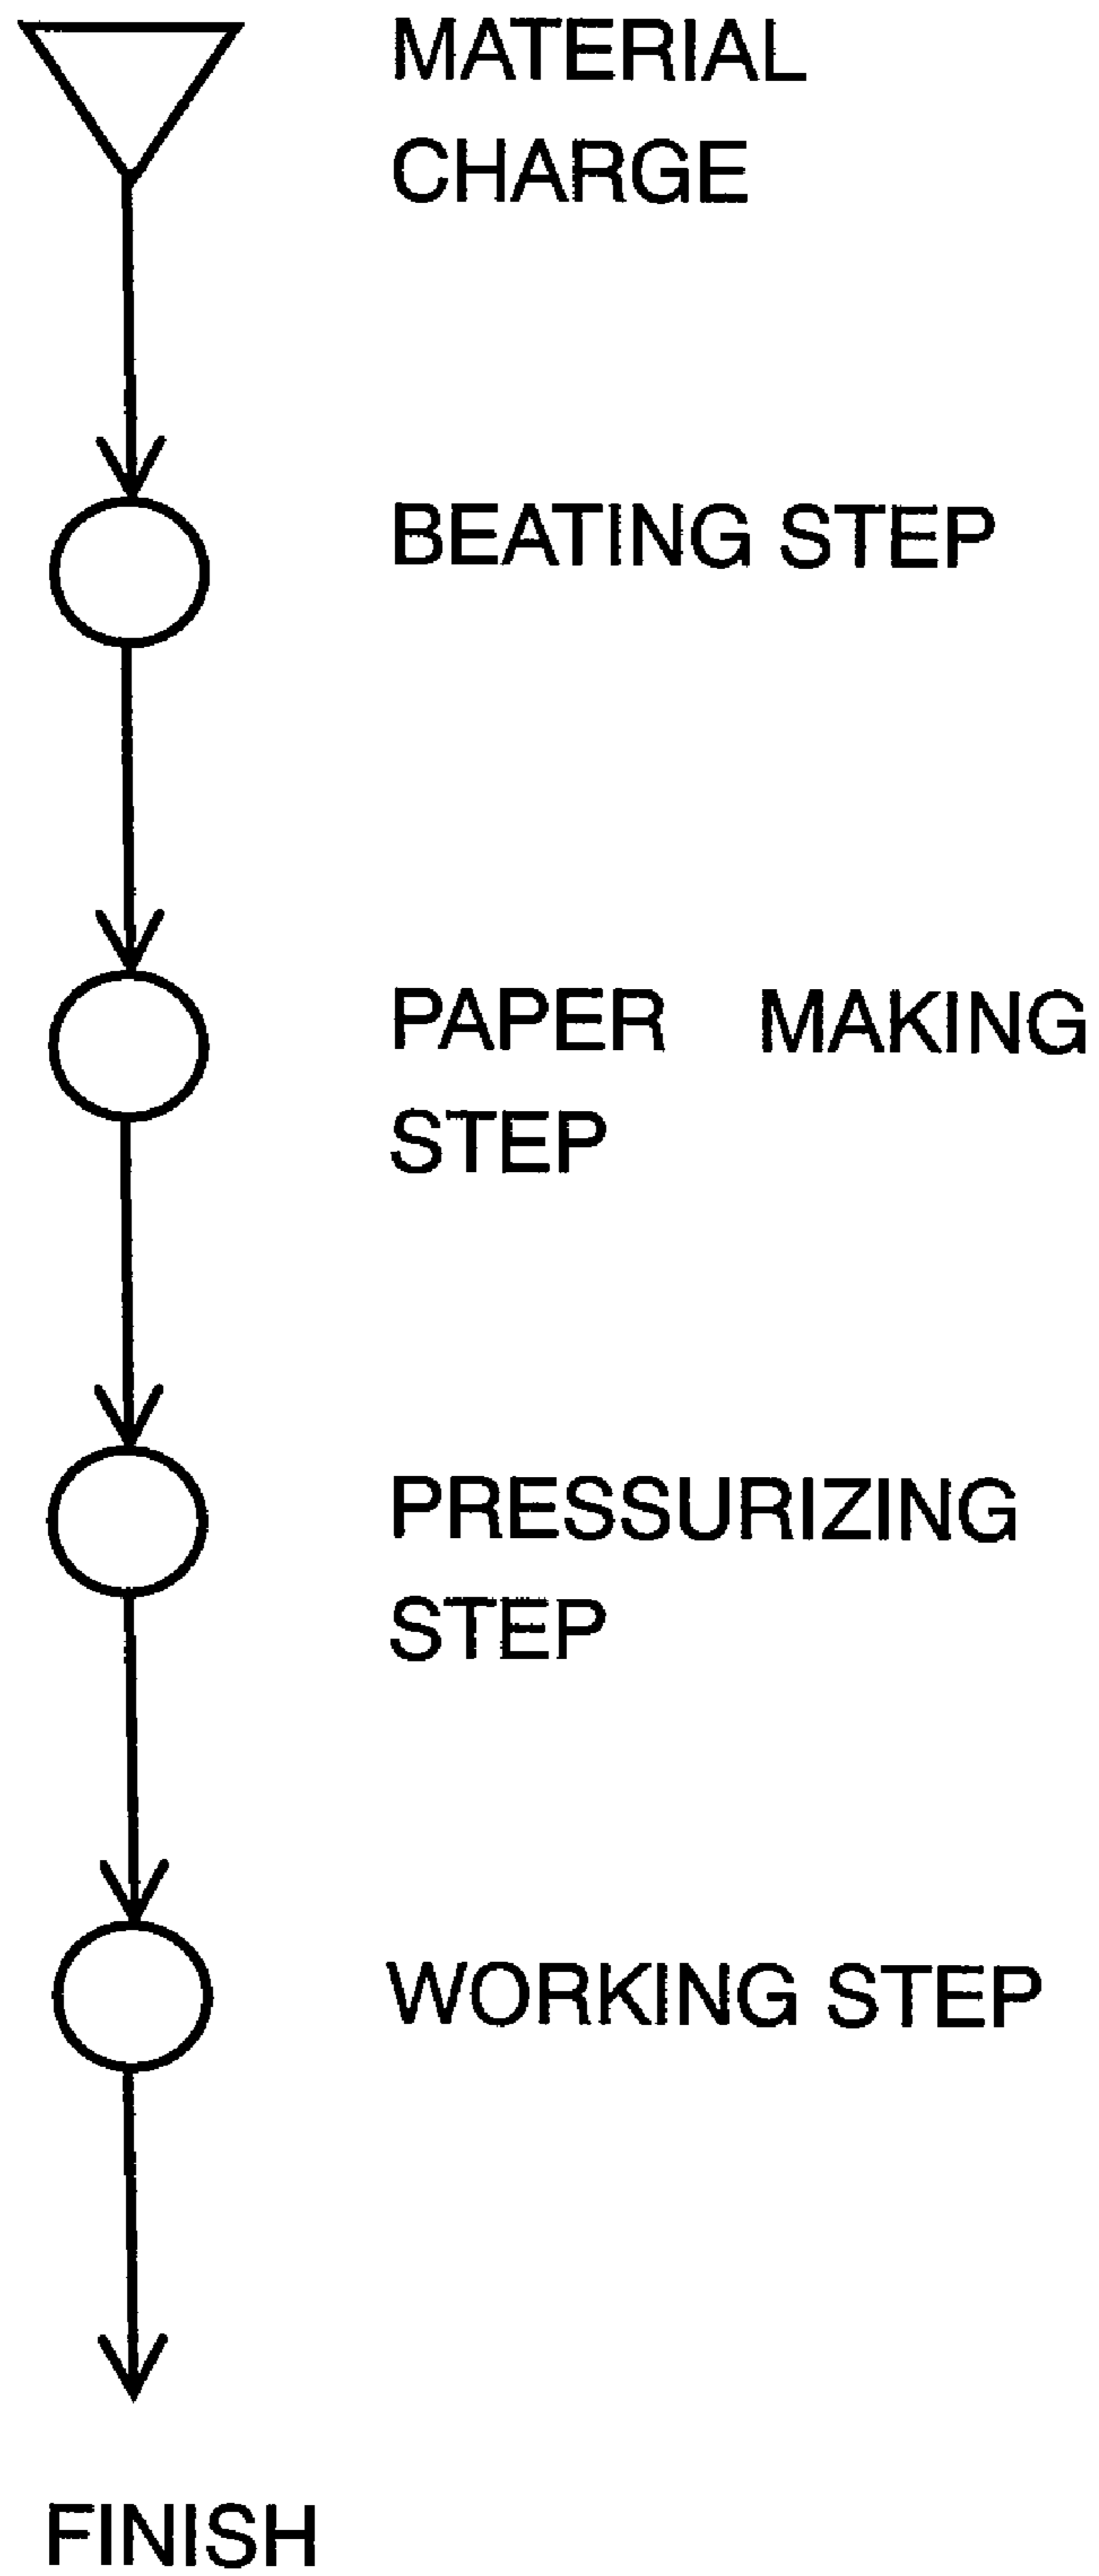 MATERIAL
CHARGE
BEATING STEP
PAPER MAKING
STEP
PRESSURIZING
STEP
WORKING STEP
FINISH